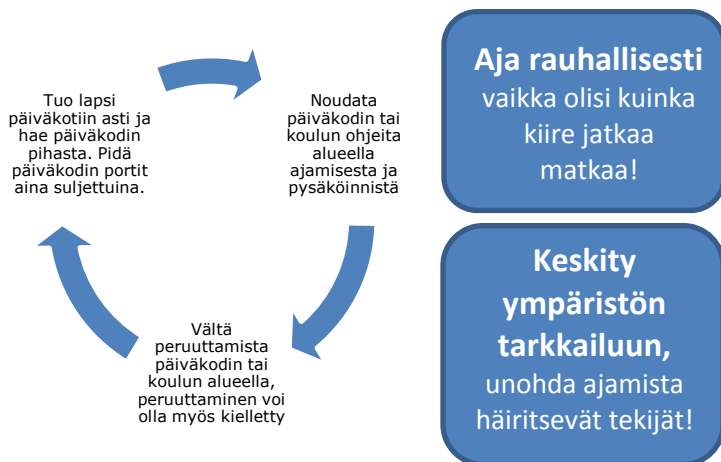 Tuo lapsi
päiväkotiin asti ja
hae päiväkodin
pihasta. Pidä
päiväkodin portit
aina suljettuina.
Noudata
päiväkodin tai
koulun ohjeita
alueella
ajamisesta ja
pysäköinnistä
Vältä
peruuttamista
päiväkodin tai
koulun alueella,
peruuttaminen voi
olla myös kielletty
Aja rauhallisesti
vaikka olisi kuinka
kiire jatkaa
matkaa!
Keskity
ympäristön
tarkkailuun,
unohda ajamista
häiritsevät tekijät!